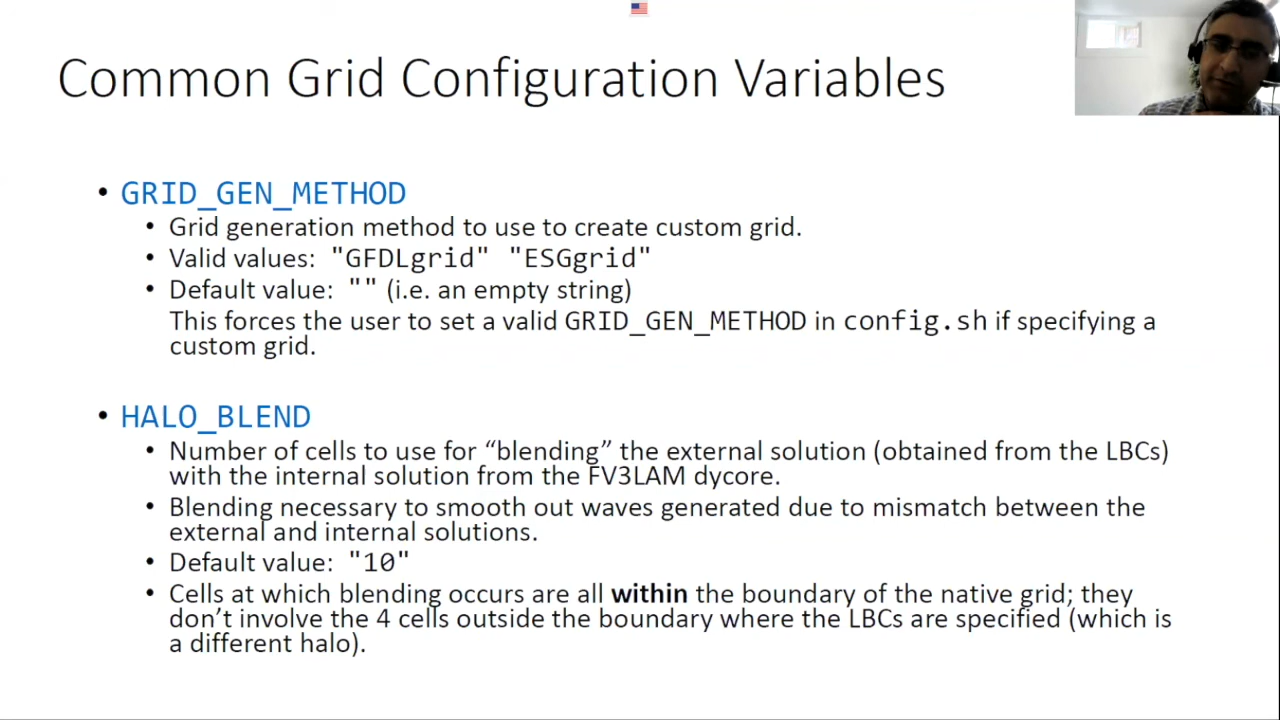 Common Grid Configuration Variables
• GRID_GEN_METHOD
• Grid generation method to use to create custom grid.
• Valid values: "GFDLgrid" "ESGgrid"
• Default value: "" (i.e. an empty string)
This forces the user to set a valid GRID_GEN_METHOD in config.sh if specifying a
custom grid.
• HALO_BLEND
• Number of cells to use for “blending” the external solution (obtained from the LBCs)
with the internal solution from the FV3LAM dycore.
• Blending necessary to smooth out waves generated due to mismatch between the
external and internal solutions.
• Default value: "10"
• Cells at which blending occurs are all within the boundary of the native grid; they
don’t involve the 4 cells outside the boundary where the LBCs are specified (which is
a different halo).